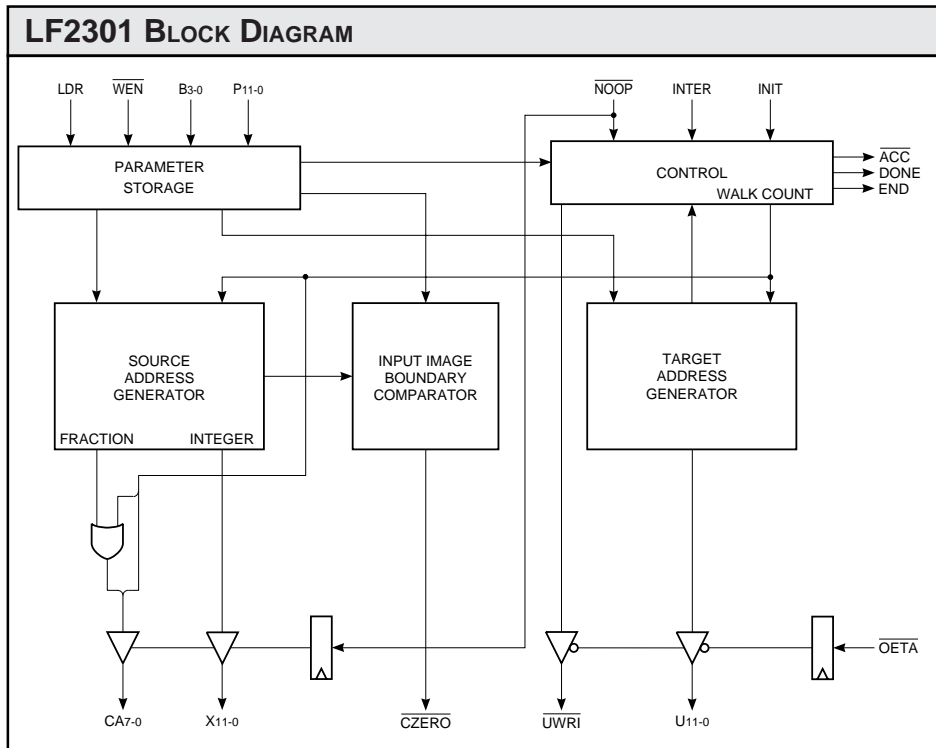 LF2301 BLOCK DIAGRAM
LDR WEN B3-0 P11-0 NOOP INTER INIT
PARAMETER
STORAGE
CONTROL
WALK COUNT
ACC
DONE
END
SOURCE
ADDRESS
GENERATOR
FRACTION INTEGER
INPUT IMAGE
BOUNDARY
COMPARATOR
TARGET
ADDRESS
GENERATOR
OETA
CA7-0 X11-0 CZERO UWRI U11-0